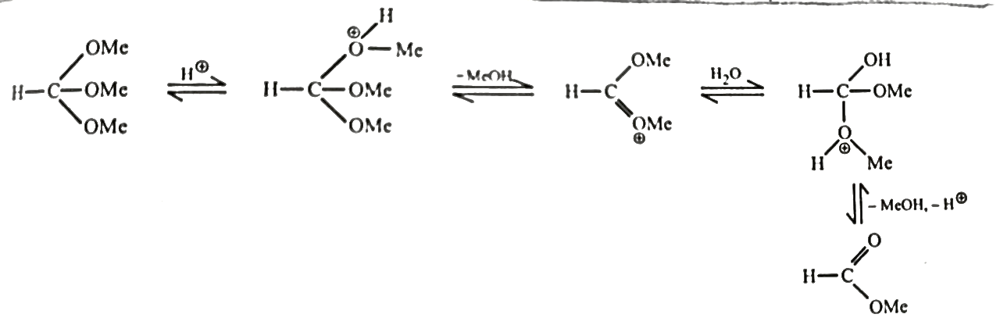 H–C OMe OMe OMe
H⊕
H–C ⊕O–Me H OMe OMe
–MeOH
H–C OMe OMe ⊕
H₂O
H–C OH OMe O⊕ H Me
– MeOH, – H⊕
H–C O OMe